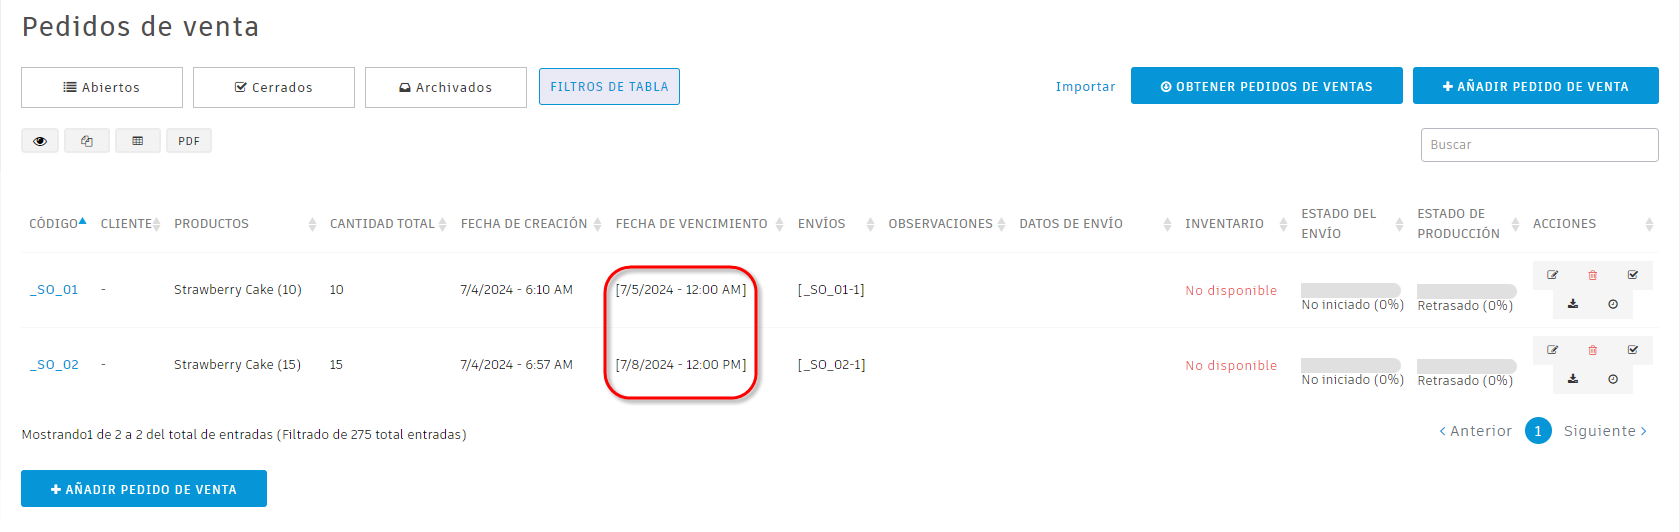 Pedidos de venta
Abiertos Cerrados Archivados FILTROS DE TABLA Importar OBTENER PEDIDOS DE VENTAS AÑADIR PEDIDO DE VENTA
PDF Buscar
CÓDIGO CLIENTE PRODUCTOS CANTIDAD TOTAL FECHA DE CREACIÓN FECHA DE VENCIMIENTO ENVÍOS OBSERVACIONES DATOS DE ENVÍO INVENTARIO ESTADO DEL ENVÍO ESTADO DE PRODUCCIÓN ACCIONES
_SO_01 - Strawberry Cake (10) 10 7/4/2024 - 6:10 AM [7/5/2024 - 12:00 AM] [_SO_01-1] No disponible No iniciado (0%) Retrasado (0%)
_SO_02 - Strawberry Cake (15) 15 7/4/2024 - 6:57 AM [7/8/2024 - 12:00 PM] [_SO_02-1] No disponible No iniciado (0%) Retrasado (0%)
Mostrando1 de 2 a 2 del total de entradas (Filtrado de 275 total entradas) Anterior 1 Siguiente
AÑADIR PEDIDO DE VENTA